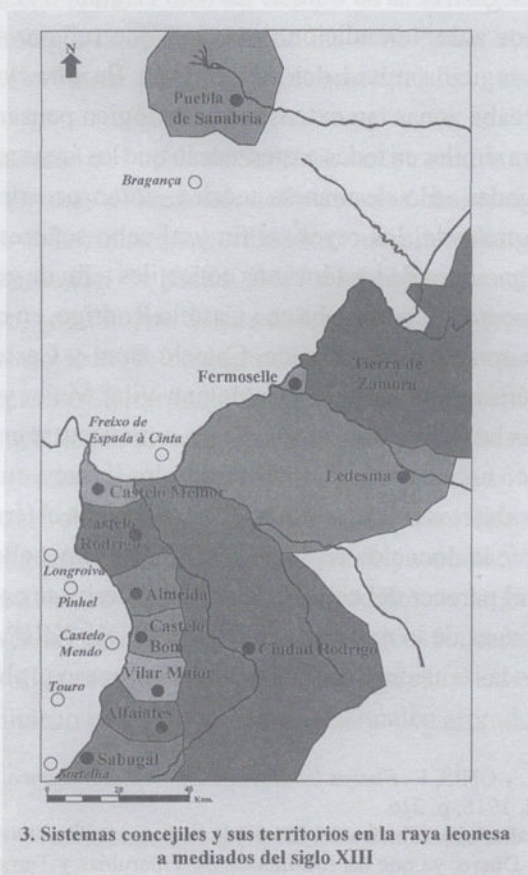 N
Puebla
de Sanabria
Bragança
Fermoselle
Tierra de
Zamora
Freixo de
Espada à Cinta
Ledesma
Castelo Melhor
Castelo
Rodrigo
Longroiva
Pinhel
Almeida
Castelo
Mendo
Castelo
Bom
Ciudad Rodrigo
Vilar Maior
Touro
Alfaiates
Sabugal
Sortelha
0 20 40
Km.
3. Sistemas concejiles y sus territorios en la raya leonesa
a mediados del siglo XIII